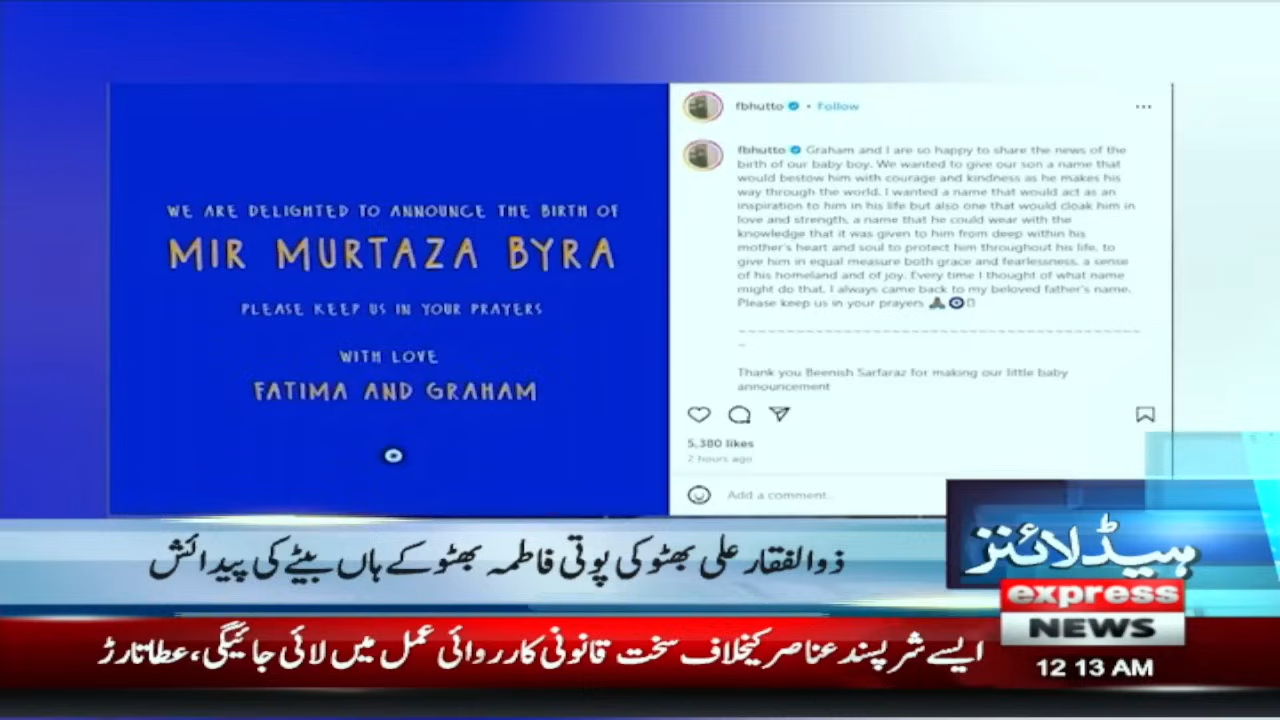 WE ARE DELIGHTED TO ANNOUNCE THE BIRTH OF
MIR MURTAZA BYRA
PLEASE KEEP US IN YOUR PRAYERS
WITH LOVE
FATIMA AND GRAHAM
fbhutto • Follow
fbhutto Graham and I are so happy to share the news of the
birth of our baby boy. We wanted to give our son a name that
would bestow him with courage and kindness as he makes his
way through the world. I wanted a name that would act as an
inspiration to him in his life but also one that would cloak him in
love and strength, a name that he could wear with the
knowledge that it was given to him from deep within his
mother's heart and soul to protect him throughout his life, to
give him in equal measure both grace and fearlessness, a sense
of his homeland and of joy. Every time I thought of what name
might do that, I always came back to my beloved father's name.
Please keep us in your prayers 🙏🏾🧿
Thank you Beenish Sarfaraz for making our little baby
announcement
5,380 likes
2 hours ago
Add a comment...
ذوالفقار علی بھٹو کی پوتی فاطمہ بھٹو کے ہاں بیٹے کی پیدائش
ہیڈلائنز
express
NEWS
12 13 AM
ایسے شرپسند عناصر کیخلاف سخت قانونی کارروائی عمل میں لائی جائیگی، عطا تارڑ